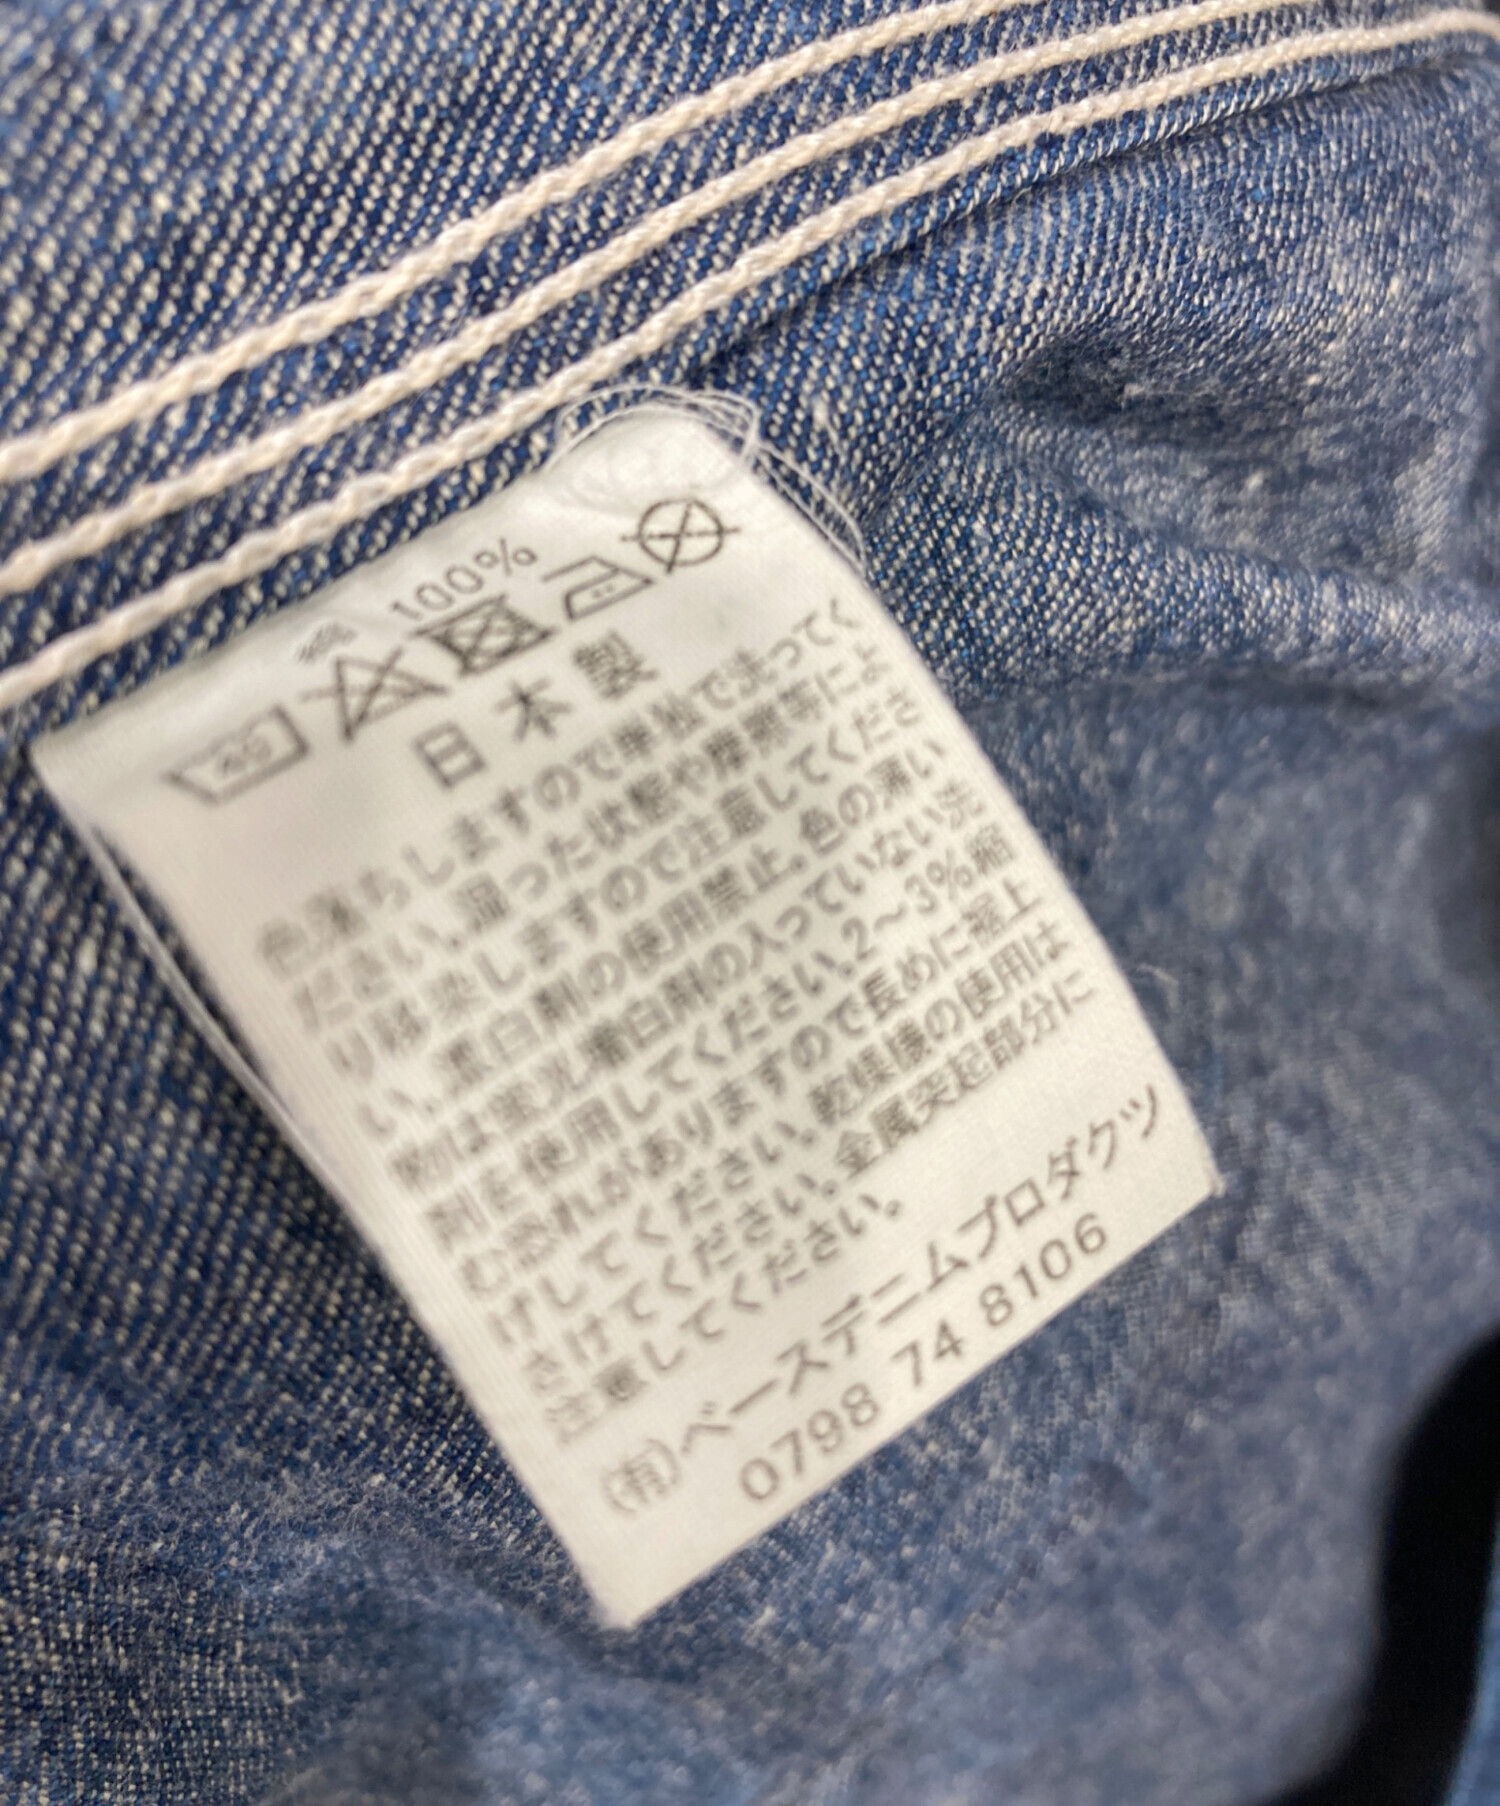 綿 100%
40
日本製
色落ちしますので単独で洗ってく
ださい。湿った状態や摩擦等によ
り移染しますので注意してくださ
い。漂白剤の使用禁止。色の薄い
物は蛍光増白剤の入っていない洗
剤を使用してください。2〜3%縮
む恐れがありますので長めに裾上
げしてください。乾燥機の使用は
さけてください。金属突起部分に
注意してください。
(有)ベースデニムプロダクツ
0798 74 8106